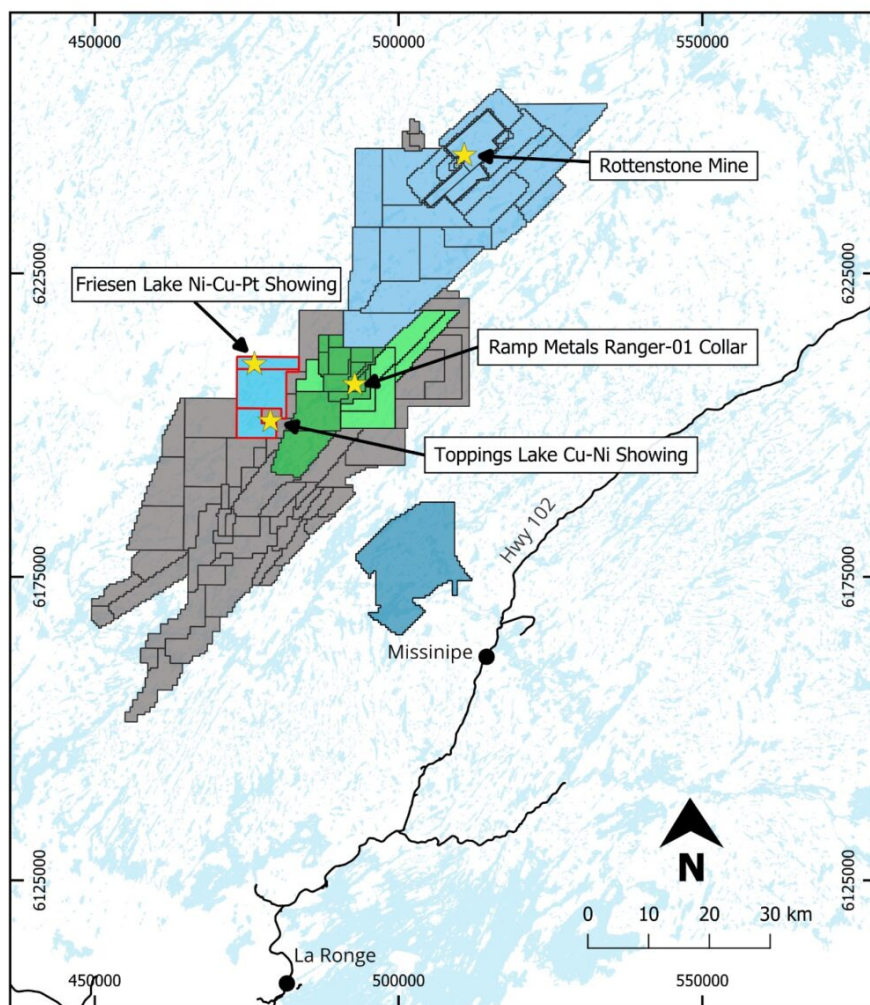 450000
500000
550000
Rottenstone Mine
6225000
6225000
Friesen Lake Ni-Cu-Pt Showing
Ramp Metals Ranger-01 Collar
Toppings Lake Cu-Ni Showing
Hwy 102
6175000
6175000
Missinipe
N
6125000
6125000
0 10 20 30 km
La Ronge
450000
500000
550000